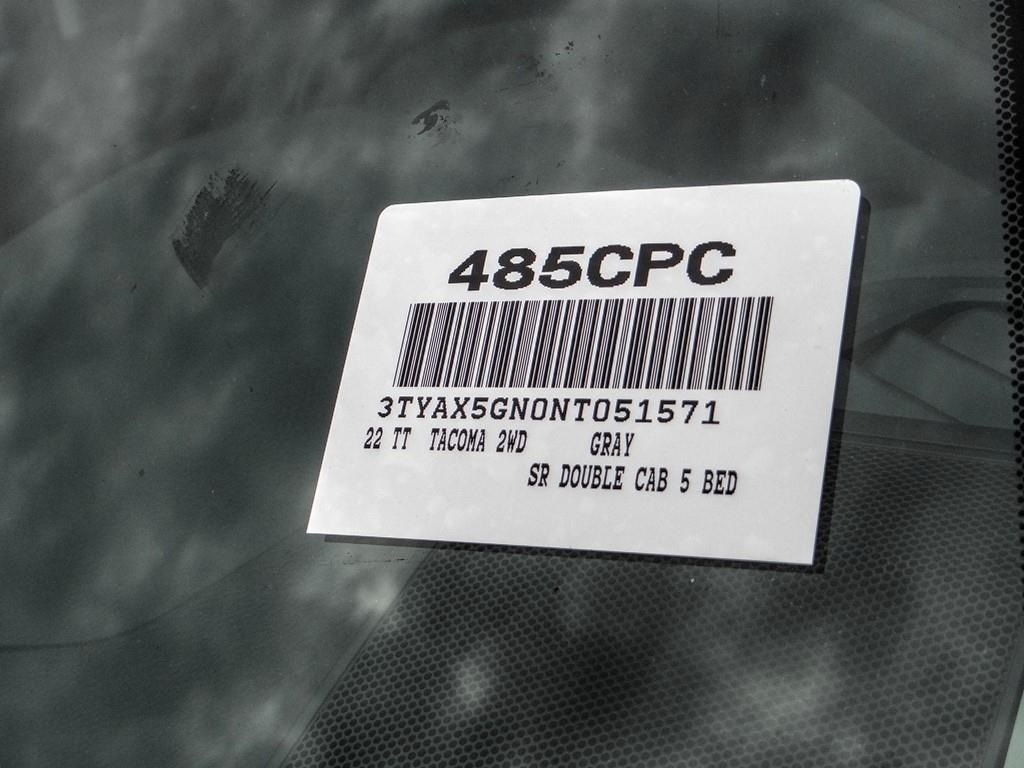 485CPC
3TYAX5GN0NT051571
22 TT TACOMA 2WD GRAY
SR DOUBLE CAB 5 BED